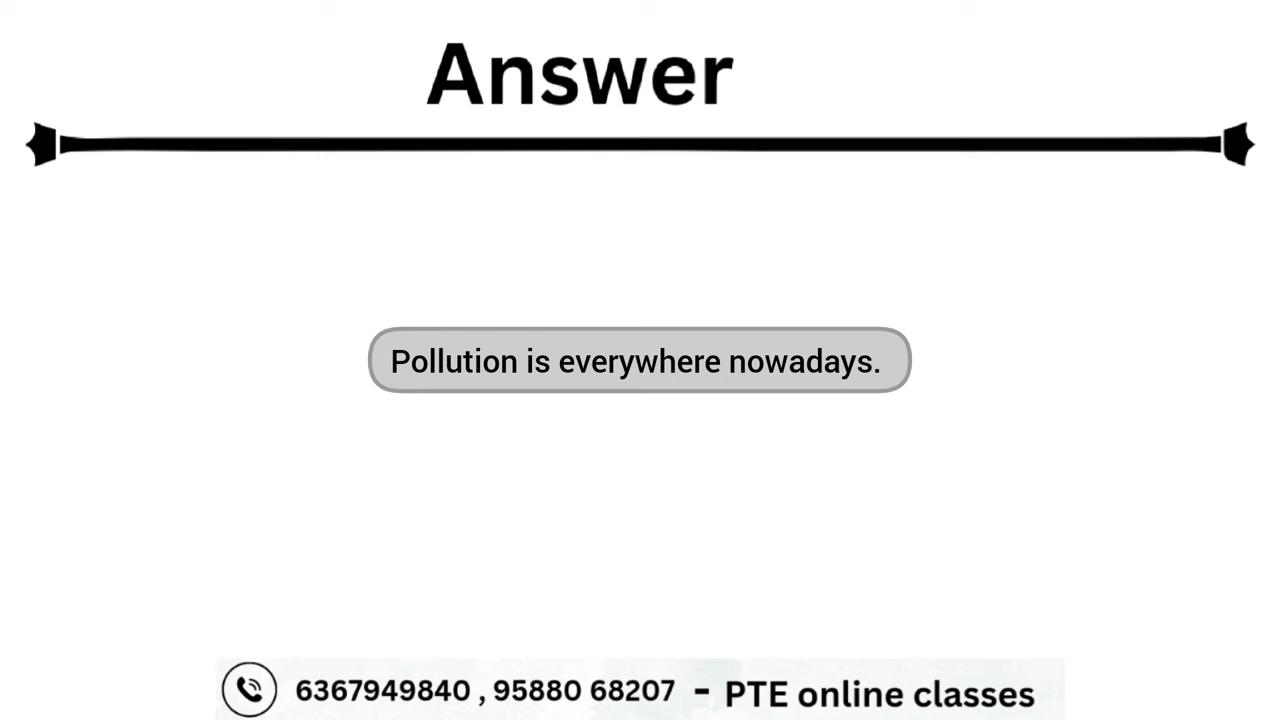 Answer
Pollution is everywhere nowadays.
6367949840 , 95880 68207 - PTE online classes